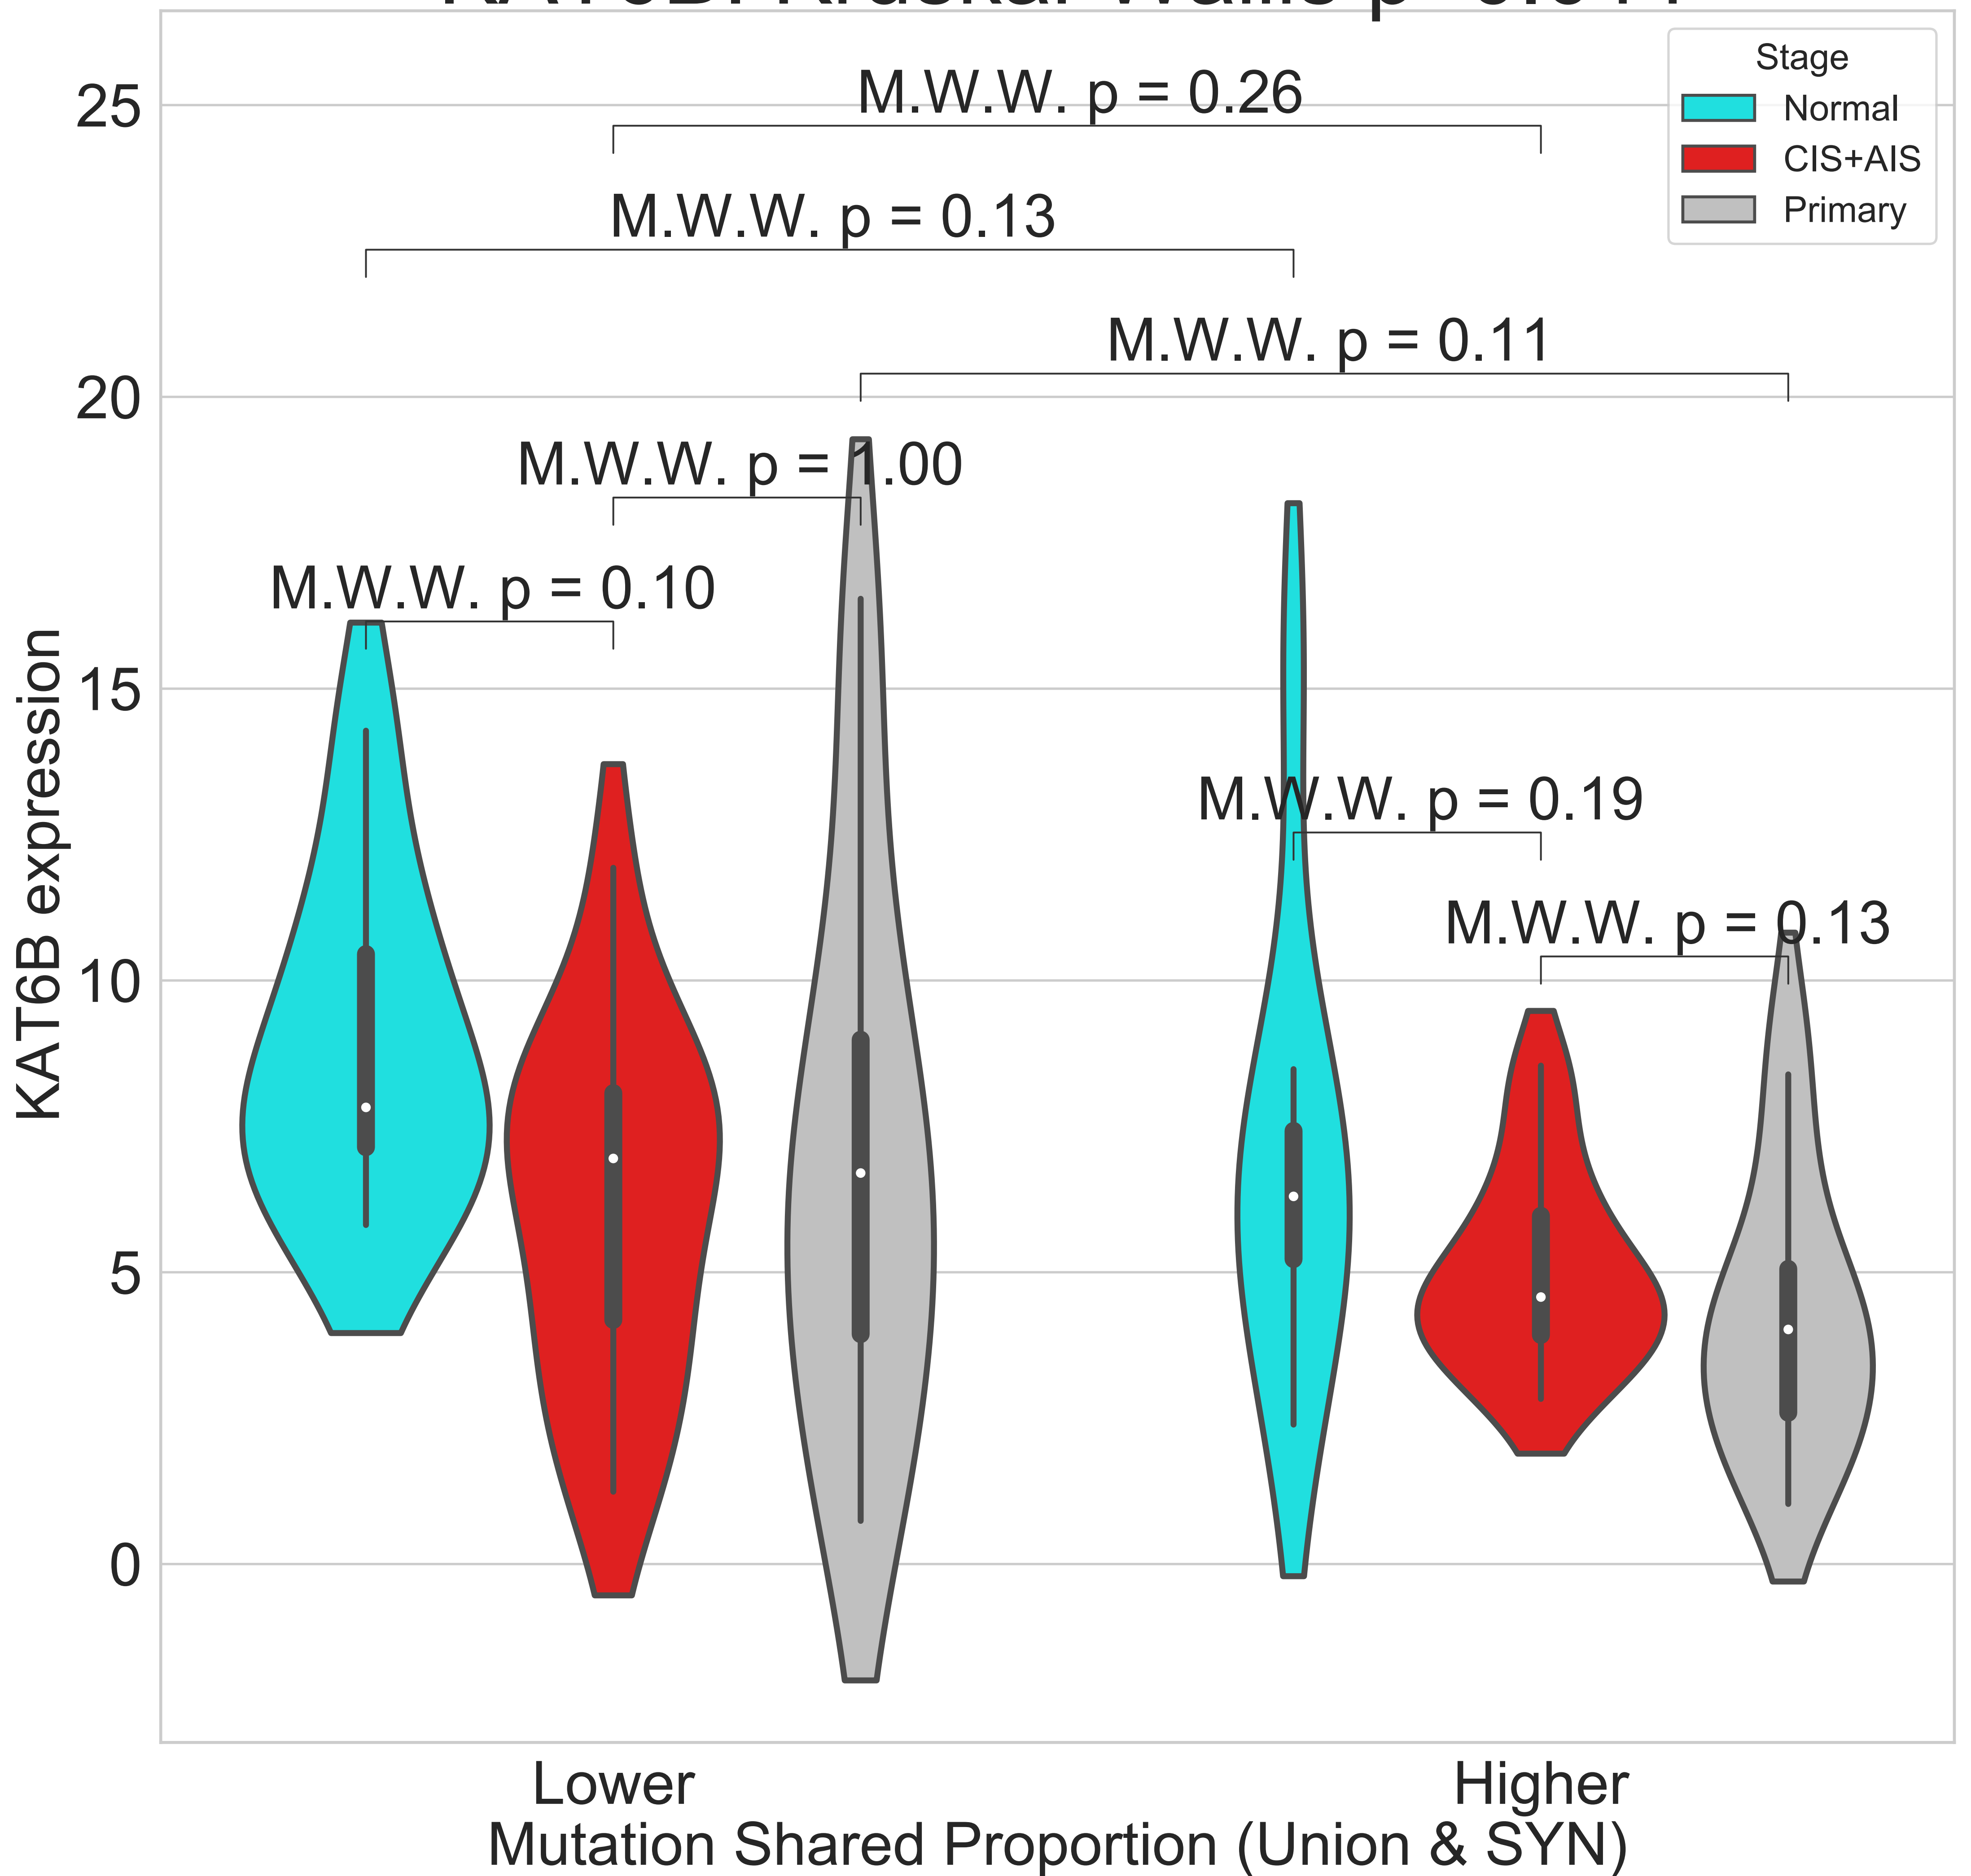 25
20
15
10
5
0
KAT6B expression
M.W.W. p = 0.26
M.W.W. p = 0.13
M.W.W. p = 0.11
M.W.W. p = 1.00
M.W.W. p = 0.10
M.W.W. p = 0.19
M.W.W. p = 0.13
Stage
Normal
CIS+AIS
Primary
Lower
Higher
Mutation Shared Proportion (Union & SYN)